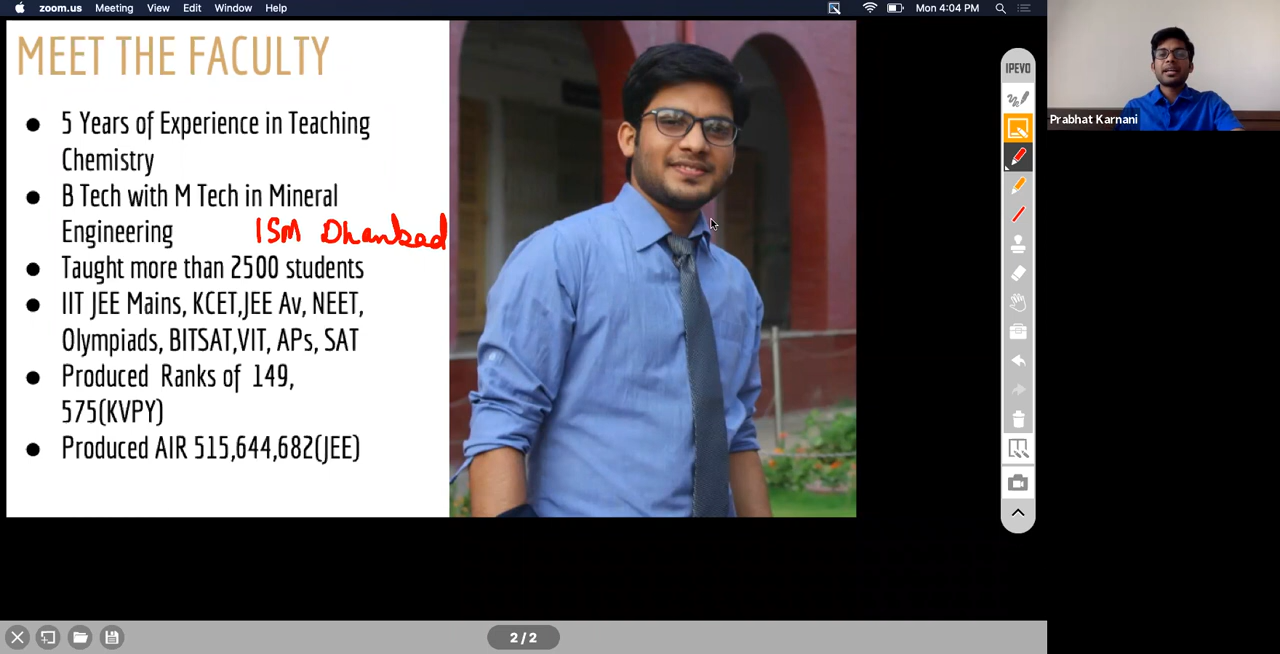 zoom.us Meeting View Edit Window Help Mon 4:04 PM
MEET THE FACULTY
5 Years of Experience in Teaching
Chemistry
B Tech with M Tech in Mineral
Engineering ISM Dhanbad
Taught more than 2500 students
IIT JEE Mains, KCET,JEE Av, NEET,
Olympiads, BITSAT,VIT, APs, SAT
Produced Ranks of 149,
575(KVPY)
Produced AIR 515,644,682(JEE)
IPEVO
Prabhat Karnani
2 / 2